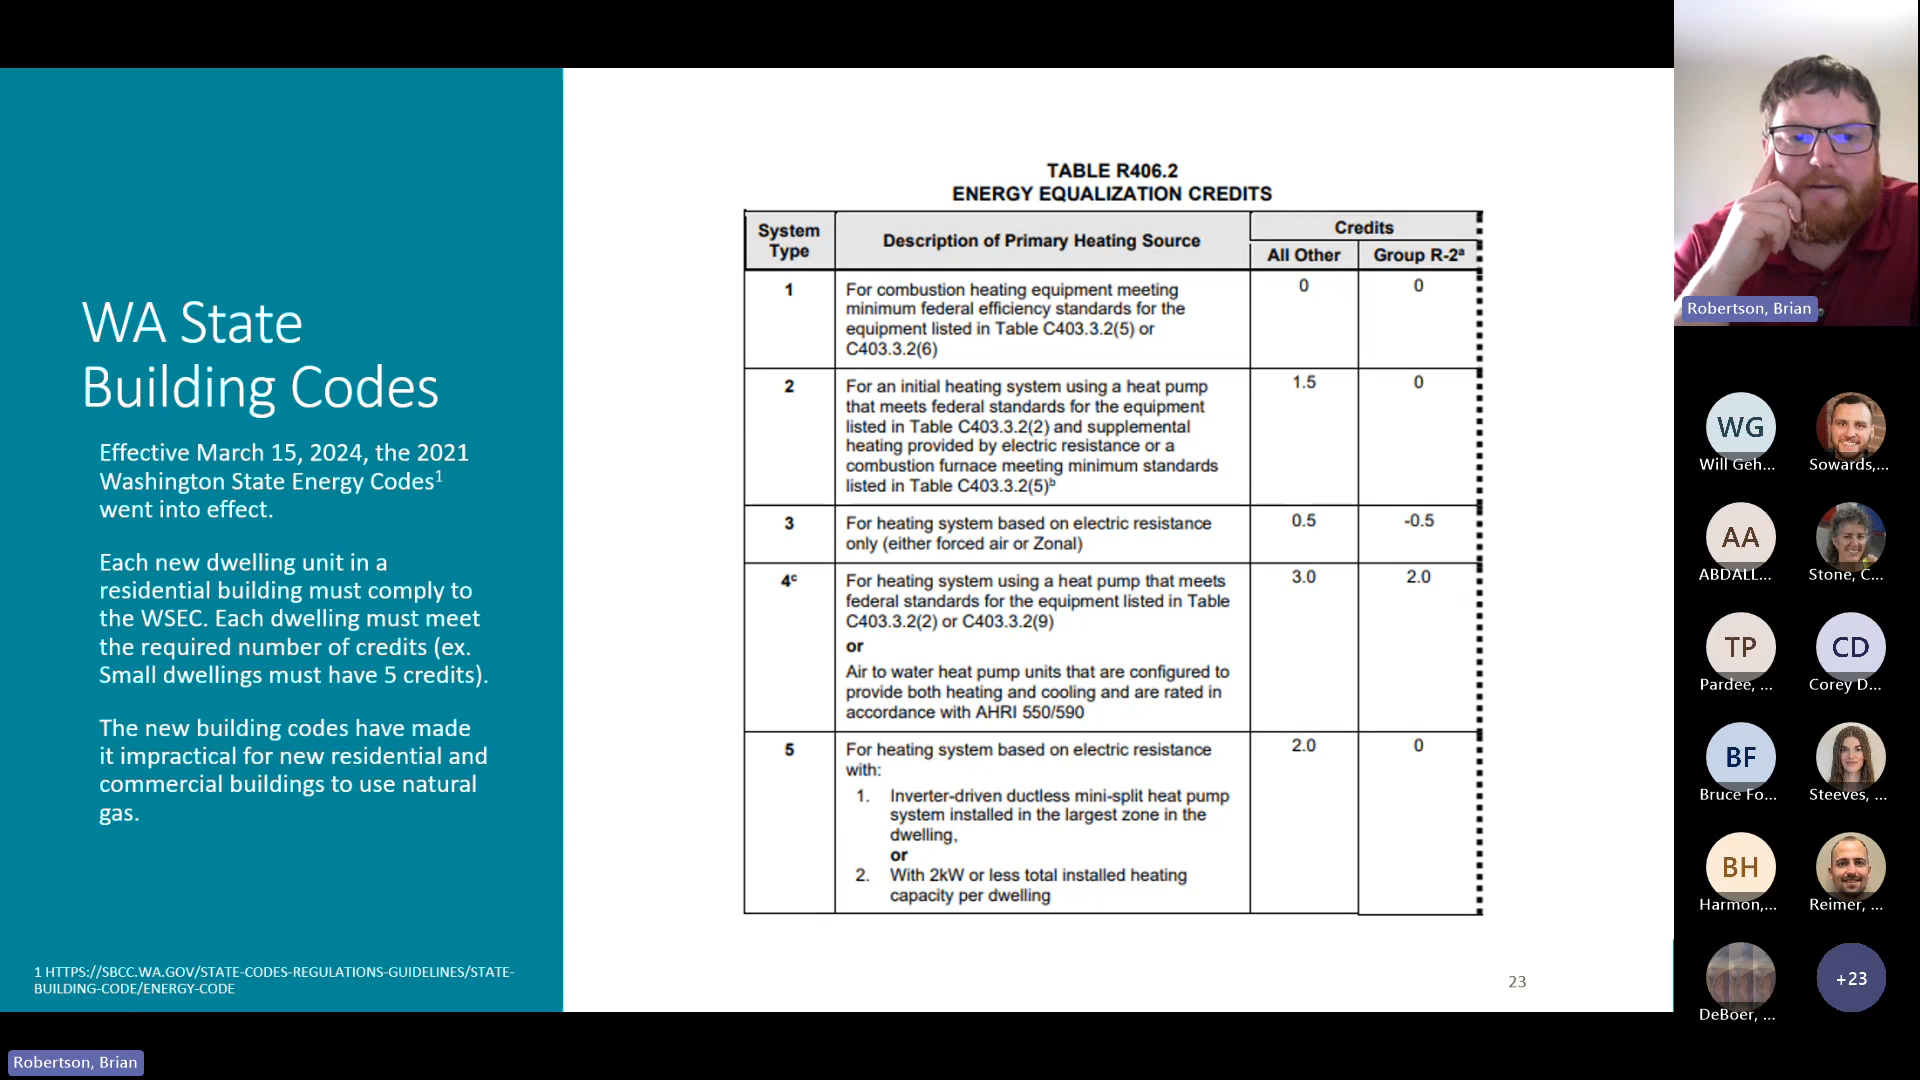 WA State
Building Codes
Effective March 15, 2024, the 2021
Washington State Energy Codes¹
went into effect.
Each new dwelling unit in a
residential building must comply to
the WSEC. Each dwelling must meet
the required number of credits (ex.
Small dwellings must have 5 credits).
The new building codes have made
it impractical for new residential and
commercial buildings to use natural
gas.
1 HTTPS://SBCC.WA.GOV/STATE-CODES-REGULATIONS-GUIDELINES/STATE-
BUILDING-CODE/ENERGY-CODE
TABLE R406.2
ENERGY EQUALIZATION CREDITS
System
Type
Description of Primary Heating Source
Credits
All Other
Group R-2ᵃ
1
For combustion heating equipment meeting
minimum federal efficiency standards for the
equipment listed in Table C403.3.2(5) or
C403.3.2(6)
0
0
2
For an initial heating system using a heat pump
that meets federal standards for the equipment
listed in Table C403.3.2(2) and supplemental
heating provided by electric resistance or a
combustion furnace meeting minimum standards
listed in Table C403.3.2(5)ᵇ
1.5
0
3
For heating system based on electric resistance
only (either forced air or Zonal)
0.5
-0.5
4ᶜ
For heating system using a heat pump that meets
federal standards for the equipment listed in Table
C403.3.2(2) or C403.3.2(9)
or
Air to water heat pump units that are configured to
provide both heating and cooling and are rated in
accordance with AHRI 550/590
3.0
2.0
5
For heating system based on electric resistance
with:
1. Inverter-driven ductless mini-split heat pump
system installed in the largest zone in the
dwelling,
or
2. With 2kW or less total installed heating
capacity per dwelling
2.0
0
23
Robertson, Brian
WG
Will Geh...
Sowards,...
AA
ABDALL...
Stone, C...
TP
Pardee, ...
CD
Corey D...
BF
Bruce Fo...
Steeves, ...
BH
Harmon,...
Reimer, ...
DeBoer, ...
+23
Robertson, Brian